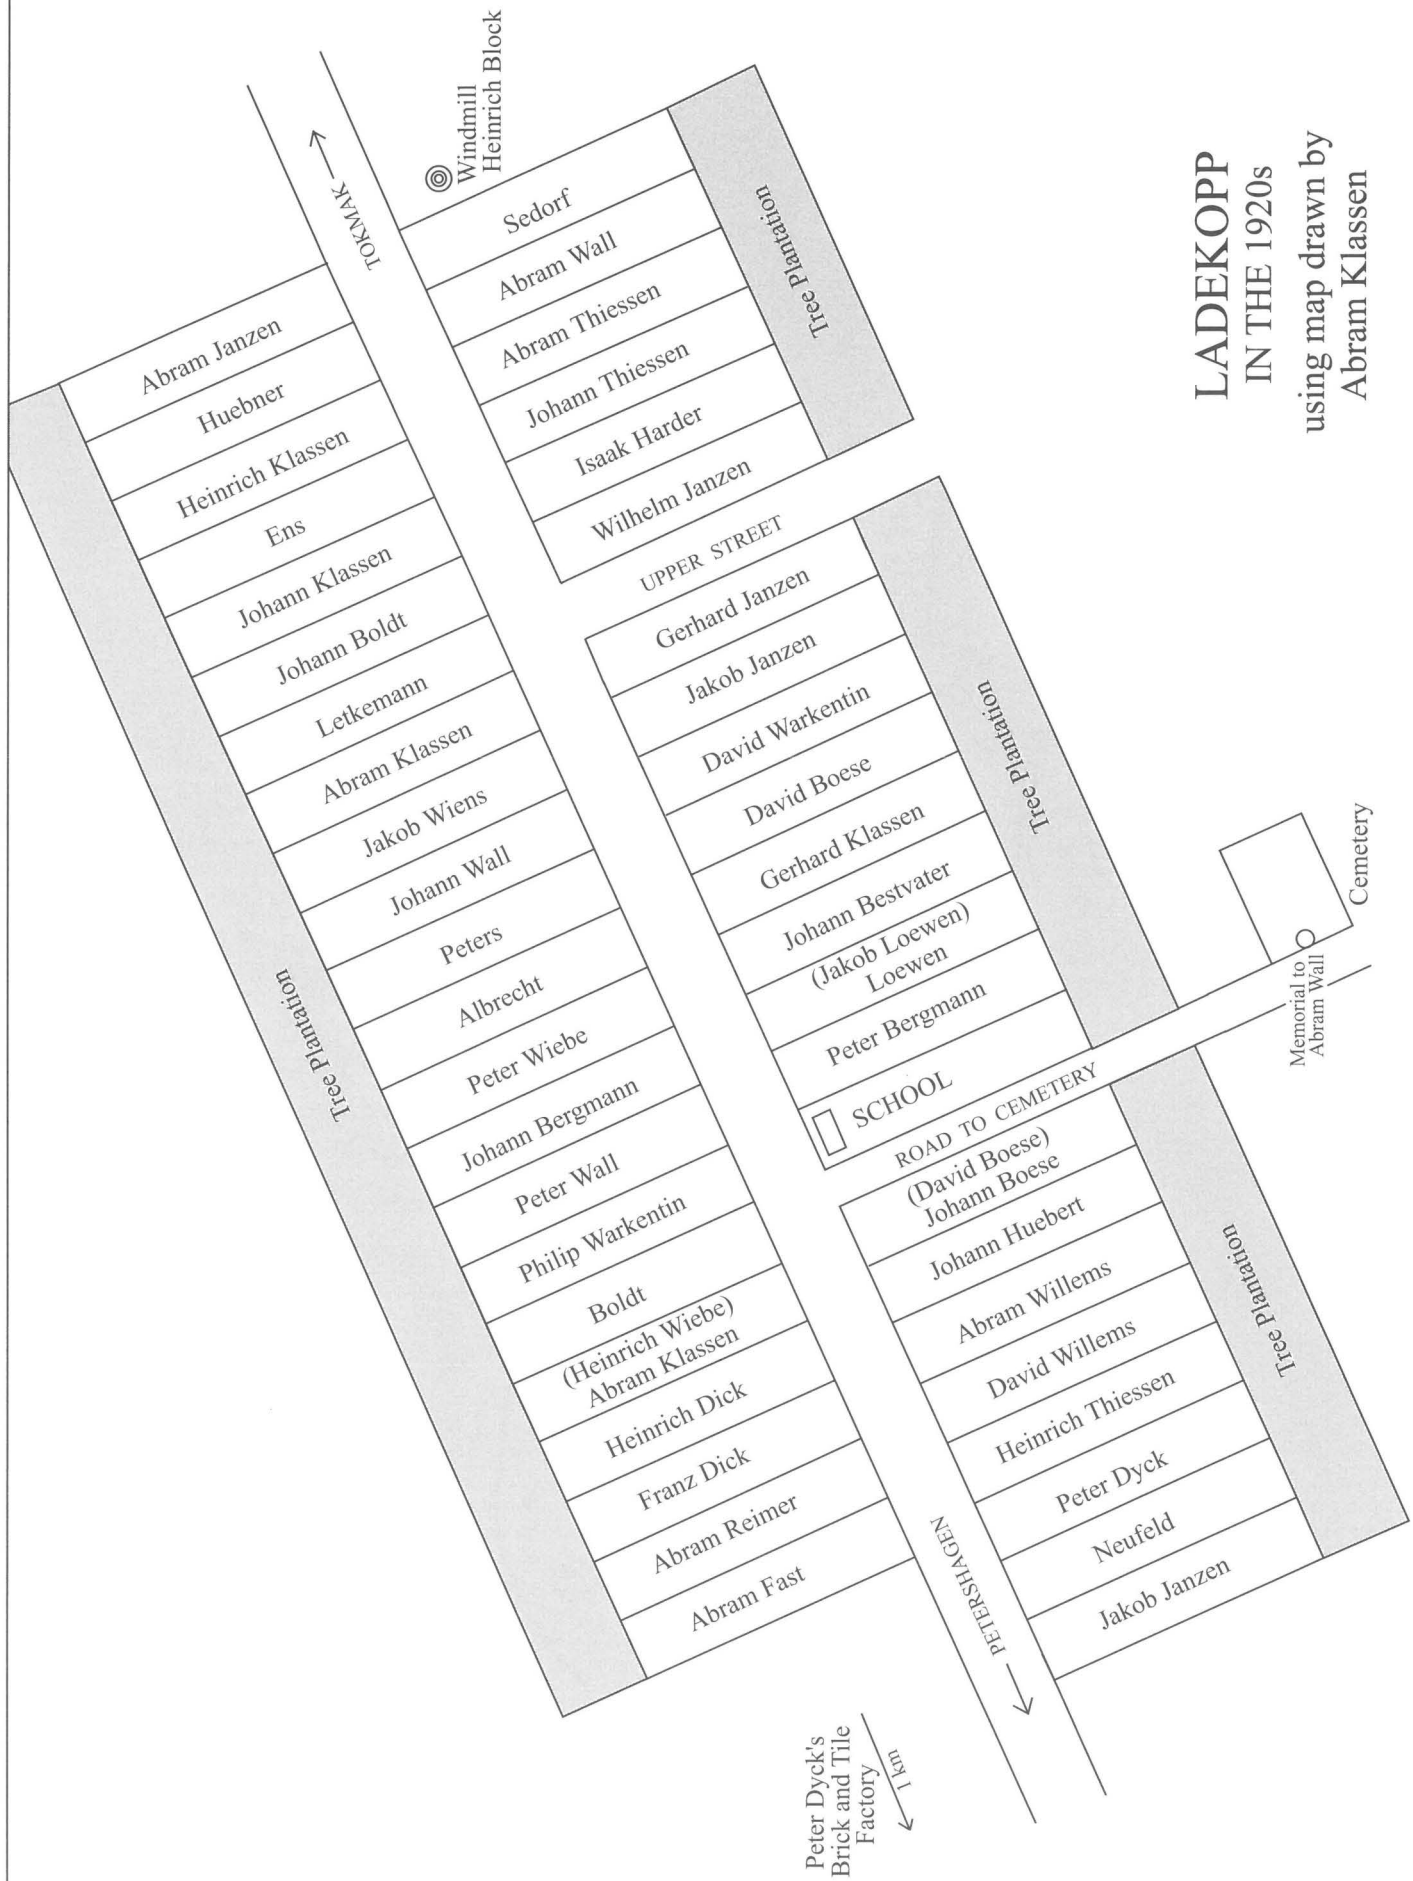 LADEKOPP
IN THE 1920s
using map drawn by
Abram Klassen
TOKMAK
Windmill
Heinrich Block
Tree Plantation
Abram Janzen
Huebner
Heinrich Klassen
Ens
Johann Klassen
Johann Boldt
Letkemann
Abram Klassen
Jakob Wiens
Johann Wall
Peters
Albrecht
Peter Wiebe
Johann Bergmann
Peter Wall
Philip Warkentin
Boldt
(Heinrich Wiebe)
Abram Klassen
Heinrich Dick
Franz Dick
Abram Reimer
Abram Fast
Sedorf
Abram Wall
Abram Thiessen
Johann Thiessen
Isaak Harder
Wilhelm Janzen
Tree Plantation
UPPER STREET
Gerhard Janzen
Jakob Janzen
David Warkentin
David Boese
Gerhard Klassen
Johann Bestvater
(Jakob Loewen)
Loewen
Peter Bergmann
SCHOOL
Tree Plantation
ROAD TO CEMETERY
Memorial to
Abram Wall
Cemetery
(David Boese)
Johann Boese
Johann Huebert
Abram Willems
David Willems
Heinrich Thiessen
Peter Dyck
Neufeld
Jakob Janzen
Tree Plantation
PETERSHAGEN
Peter Dyck's
Brick and Tile
Factory
1 km